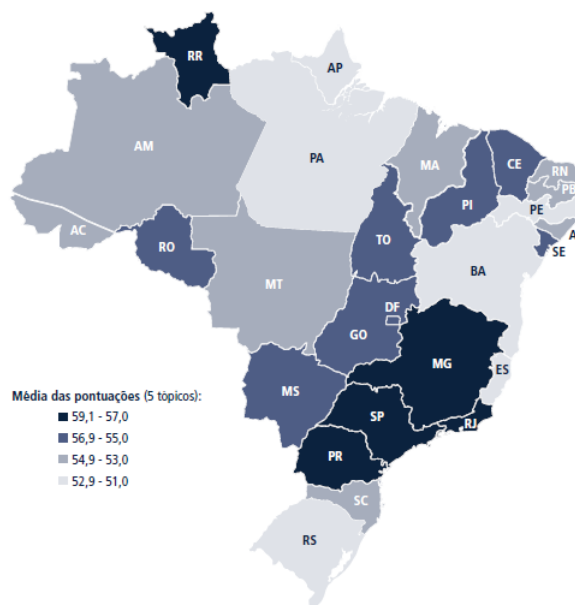 RR
AP
AM
PA
MA
CE
RN
PB
PI
PE
A
AC
RO
TO
SE
BA
MT
DF
GO
MG
ES
MS
Média das pontuações (5 tópicos):
59,1 - 57,0
56,9 - 55,0
54,9 - 53,0
52,9 - 51,0
SP
RJ
PR
SC
RS